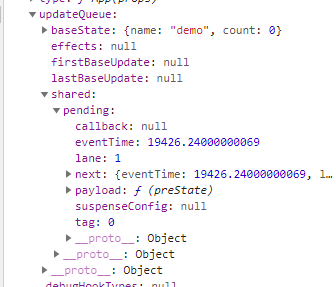 type: ƒ App(props)
▼ updateQueue:
▶ baseState: {name: "demo", count: 0}
effects: null
firstBaseUpdate: null
lastBaseUpdate: null
▼ shared:
▼ pending:
callback: null
eventTime: 19426.24000000069
lane: 1
▶ next: {eventTime: 19426.24000000069, l…
▶ payload: ƒ (preState)
suspenseConfig: null
tag: 0
▶ __proto__: Object
▶ __proto__: Object
▶ __proto__: Object
_debugHookTypes: null